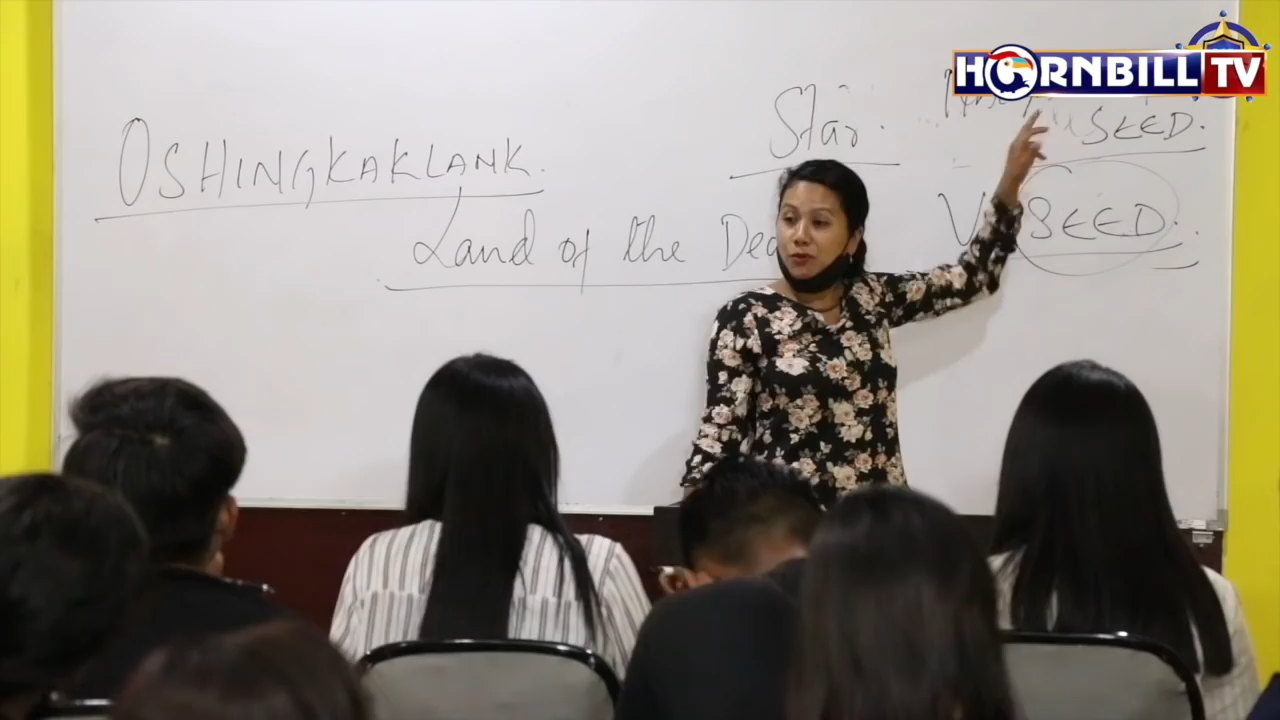 HORNBILL TV
Star.
SEED.
OSHINGKAKLANK.
SEED.
Land of the